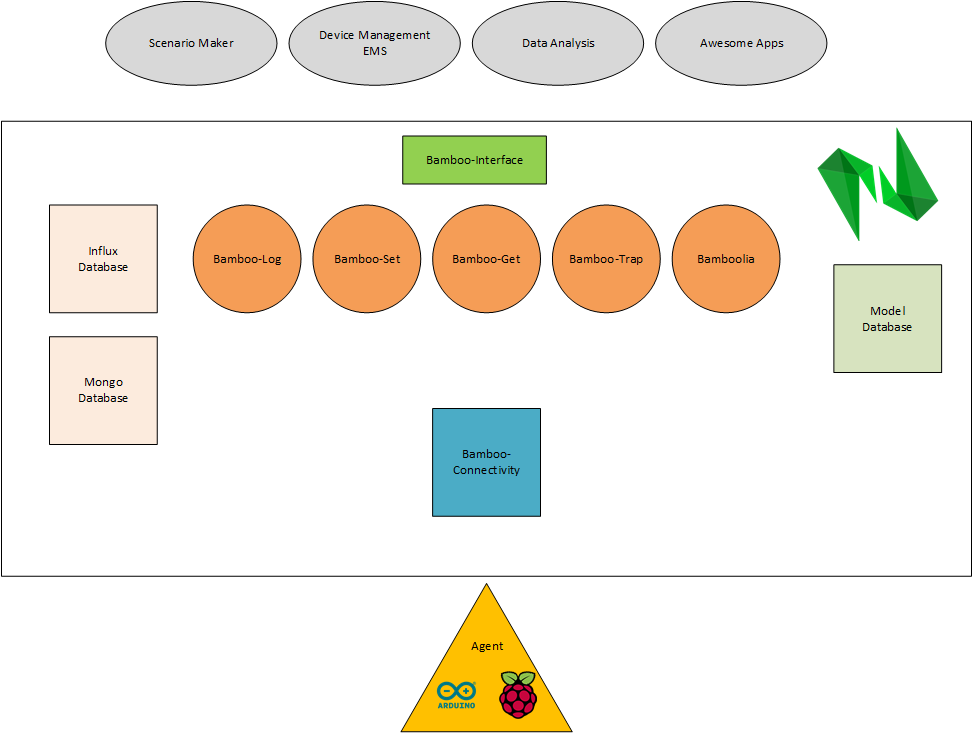 Scenario Maker
Device Management
EMS
Data Analysis
Awesome Apps
Bamboo-Interface
Influx
Database
Bamboo-Log
Bamboo-Set
Bamboo-Get
Bamboo-Trap
Bamboolia
Model
Database
Mongo
Database
Bamboo-
Connectivity
Agent
ARDUINO